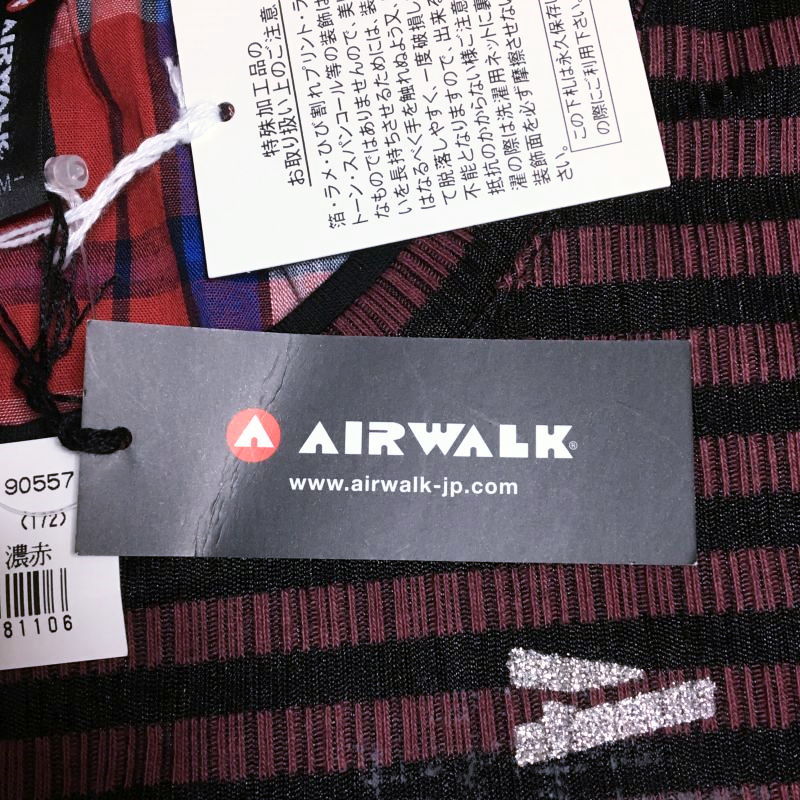 AIRWALK
M
特殊加工品の
お取り扱い上のご注意
箔・ラメ・ひび割れプリント・ラ
トーン・スパンコール等の装飾は
なものではありませんので、美
いを長持ちさせるためには、装
はなるべく手を触れぬよう又、
て脱落しやすく、一度破損し
不能となりますので、出来る
抵抗のかからない様ご注意
濯の際は洗濯用ネットに裏
装飾面を必ず摩擦させな
さい。
この下札は永久保存
の際にご利用下さい。
AIRWALK®
www.airwalk-jp.com
90557
(172)
濃赤
81106